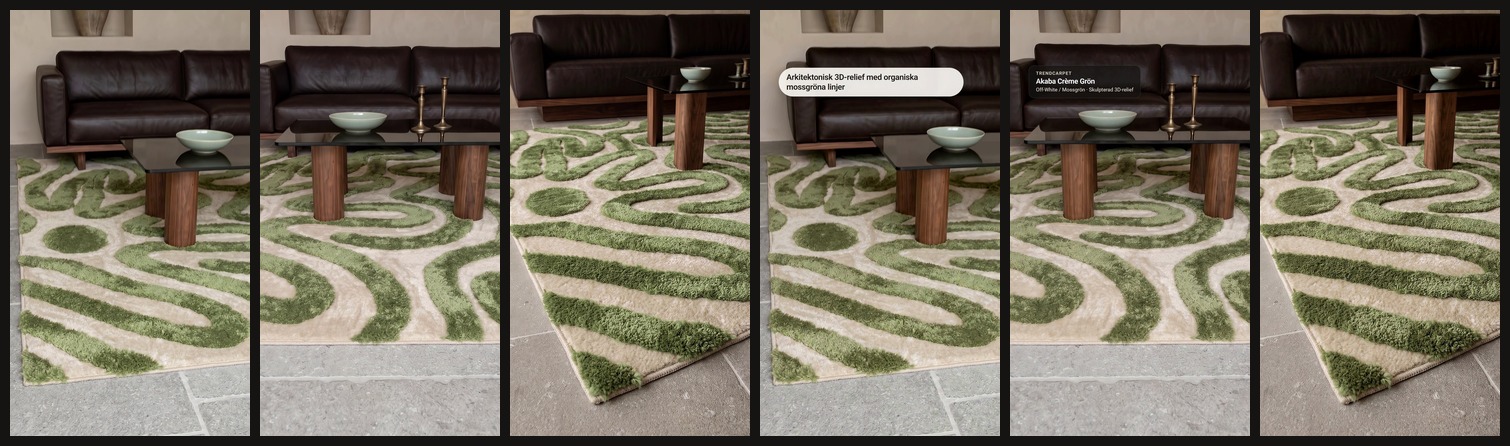 Arkitektonisk 3D-relief med organiska
mossgröna linjer
TRENDCARPET
Akaba Crème Grön
Off-White / Mossgrön · Skulpterad 3D-relief